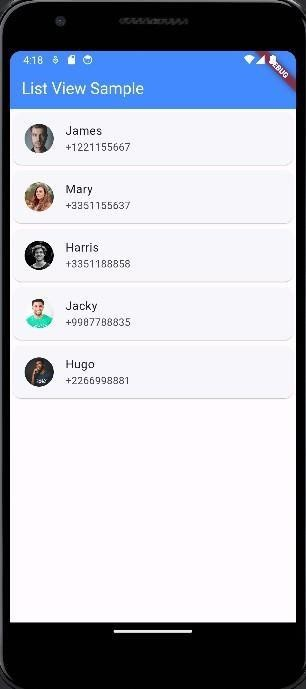 4:18
DEBUG
List View Sample
James
+1221155667
Mary
+3351155637
Harris
+3351188858
Jacky
+9987788835
Hugo
+2266998881